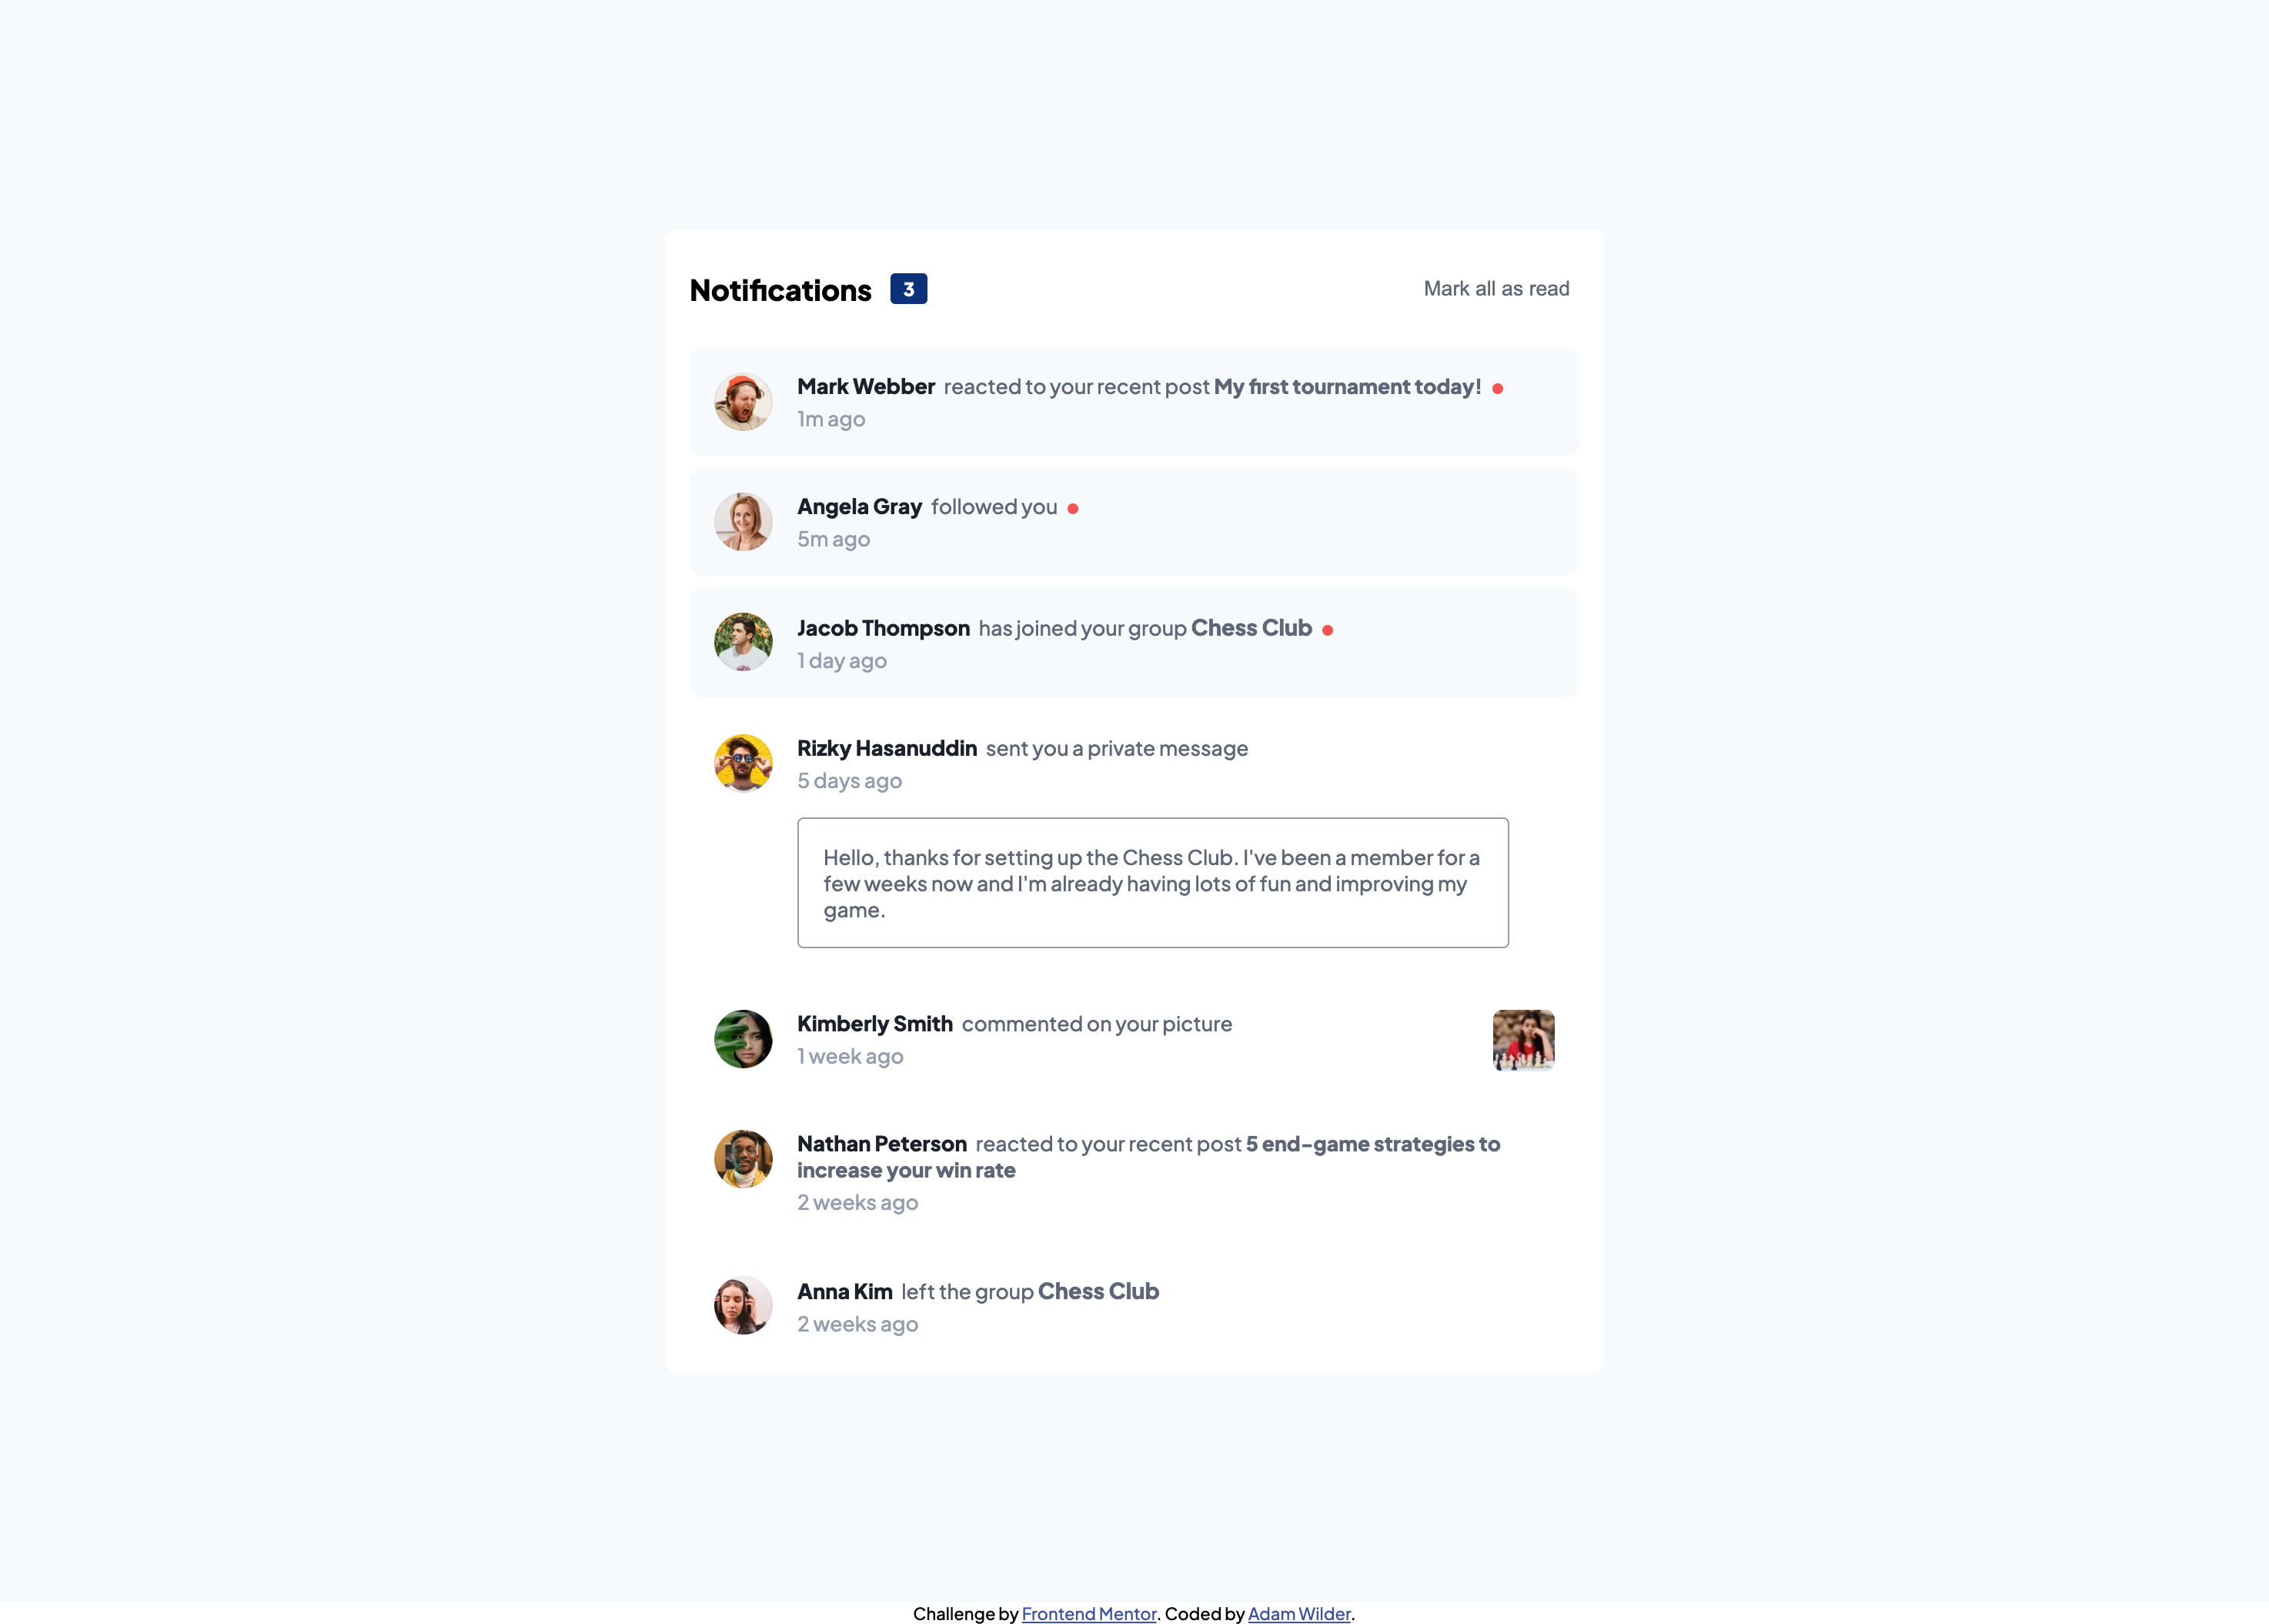 Notifications 3 Mark all as read
Mark Webber reacted to your recent post My first tournament today!
1m ago
Angela Gray followed you
5m ago
Jacob Thompson has joined your group Chess Club
1 day ago
Rizky Hasanuddin sent you a private message
5 days ago
Hello, thanks for setting up the Chess Club. I've been a member for a
few weeks now and I'm already having lots of fun and improving my
game.
Kimberly Smith commented on your picture
1 week ago
Nathan Peterson reacted to your recent post 5 end-game strategies to
increase your win rate
2 weeks ago
Anna Kim left the group Chess Club
2 weeks ago
Challenge by Frontend Mentor. Coded by Adam Wilder.